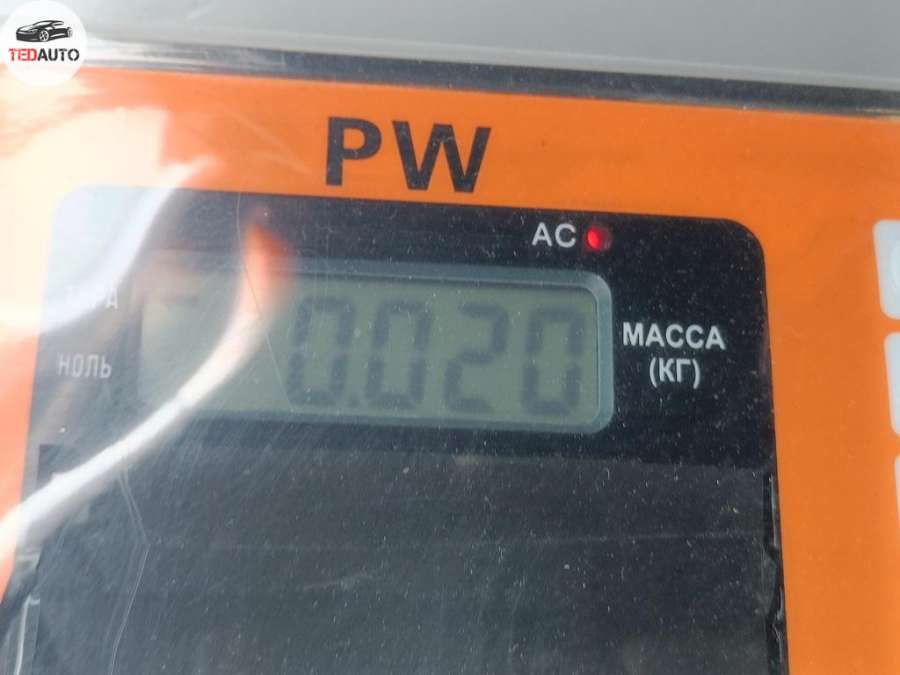 TEDAUTO
PW
AC
ТАРА
0.020
МАССА
(КГ)
НОЛЬ